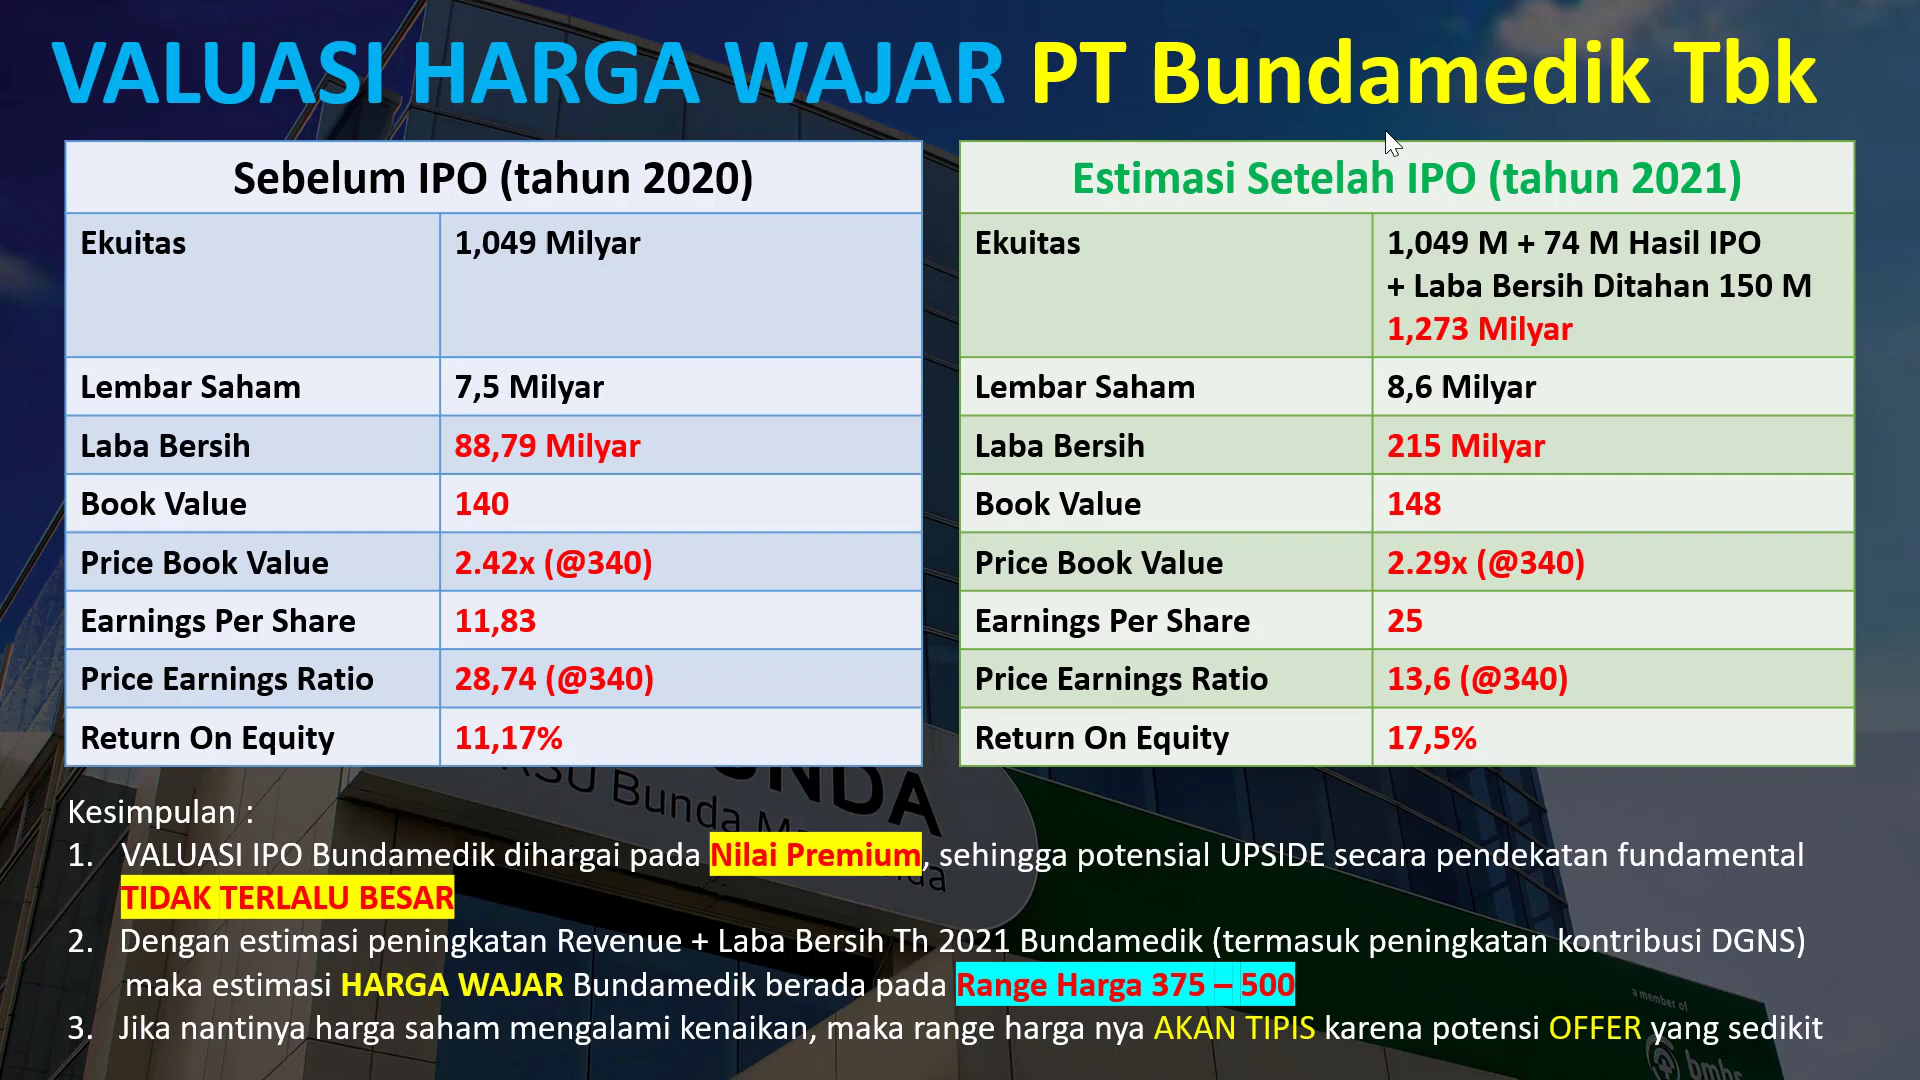 VALUASI HARGA WAJAR PT Bundamedik Tbk
Sebelum IPO (tahun 2020)
Ekuitas 1,049 Milyar
Lembar Saham 7,5 Milyar
Laba Bersih 88,79 Milyar
Book Value 140
Price Book Value 2.42x (@340)
Earnings Per Share 11,83
Price Earnings Ratio 28,74 (@340)
Return On Equity 11,17%
Estimasi Setelah IPO (tahun 2021)
Ekuitas 1,049 M + 74 M Hasil IPO
+ Laba Bersih Ditahan 150 M
1,273 Milyar
Lembar Saham 8,6 Milyar
Laba Bersih 215 Milyar
Book Value 148
Price Book Value 2.29x (@340)
Earnings Per Share 25
Price Earnings Ratio 13,6 (@340)
Return On Equity 17,5%
Kesimpulan :
1. VALUASI IPO Bundamedik dihargai pada Nilai Premium, sehingga potensial UPSIDE secara pendekatan fundamental
TIDAK TERLALU BESAR
2. Dengan estimasi peningkatan Revenue + Laba Bersih Th 2021 Bundamedik (termasuk peningkatan kontribusi DGNS)
maka estimasi HARGA WAJAR Bundamedik berada pada Range Harga 375 – 500
3. Jika nantinya harga saham mengalami kenaikan, maka range harga nya AKAN TIPIS karena potensi OFFER yang sedikit
RSU Bunda
a member of
bmhs